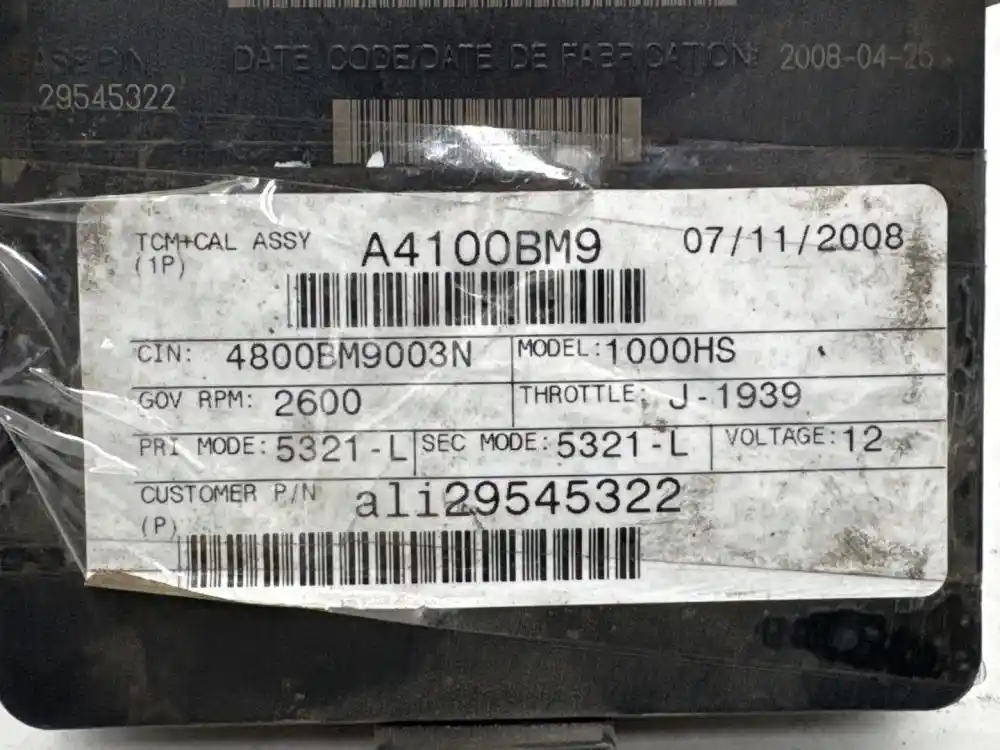 ASE P/N DATE CODE/DATE DE FABRICATION: 2008-04-25
29545322
TCM+CAL ASSY A4100BM9 07/11/2008
(1P)
CIN: 4800BM9003N MODEL: 1000HS
GOV RPM: 2600 THROTTLE: J-1939
PRI MODE: 5321-L SEC MODE: 5321-L VOLTAGE: 12
CUSTOMER P/N ali29545322
(P)